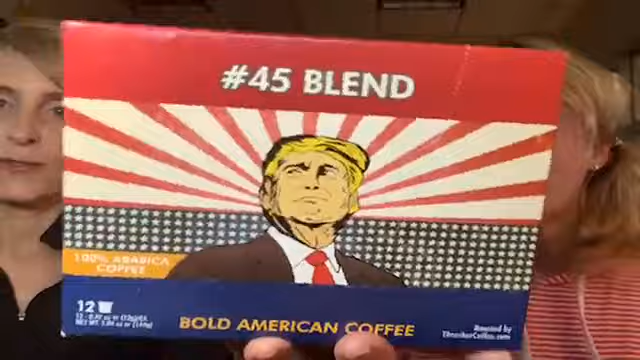 #45 BLEND
100% ARABICA
COFFEE
12
BOLD AMERICAN COFFEE
Roasted by